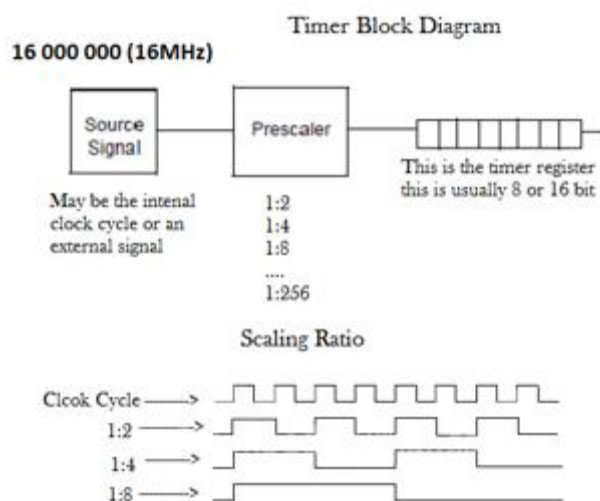 Timer Block Diagram
16 000 000 (16MHz)
Source
Signal
Prescaler
May be the intenal
clock cycle or an
external signal
1:2
1:4
1:8
....
1:256
This is the timer register
this is usually 8 or 16 bit
Scaling Ratio
Clcok Cycle
1:2
1:4
1:8